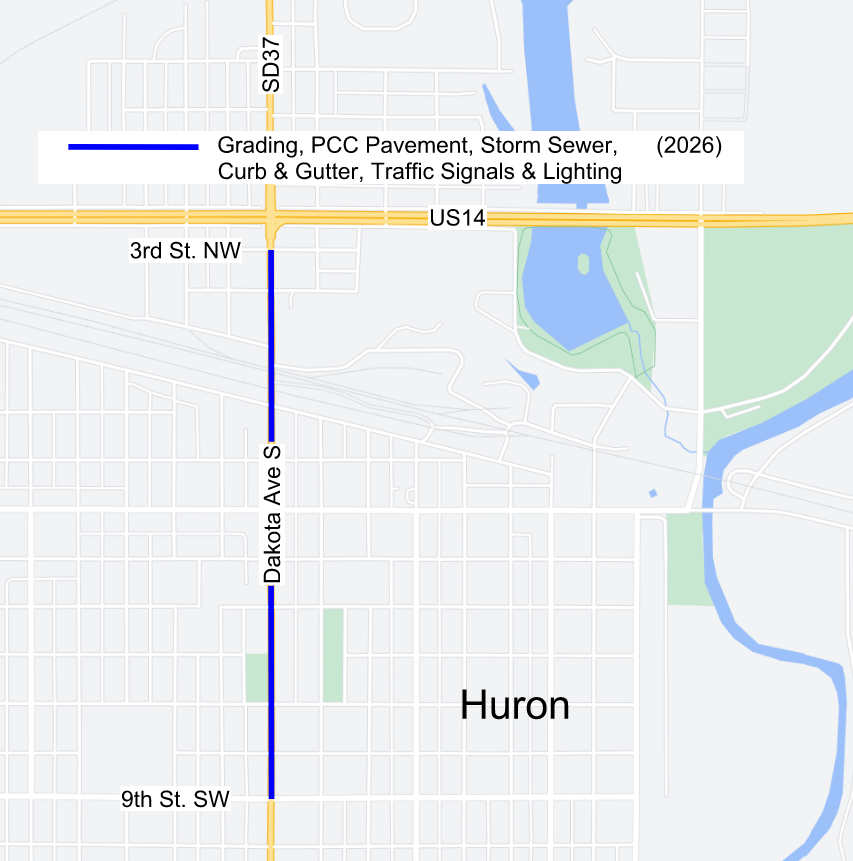 SD37
Grading, PCC Pavement, Storm Sewer, (2026)
Curb & Gutter, Traffic Signals & Lighting
US14
3rd St. NW
Dakota Ave S
Huron
9th St. SW